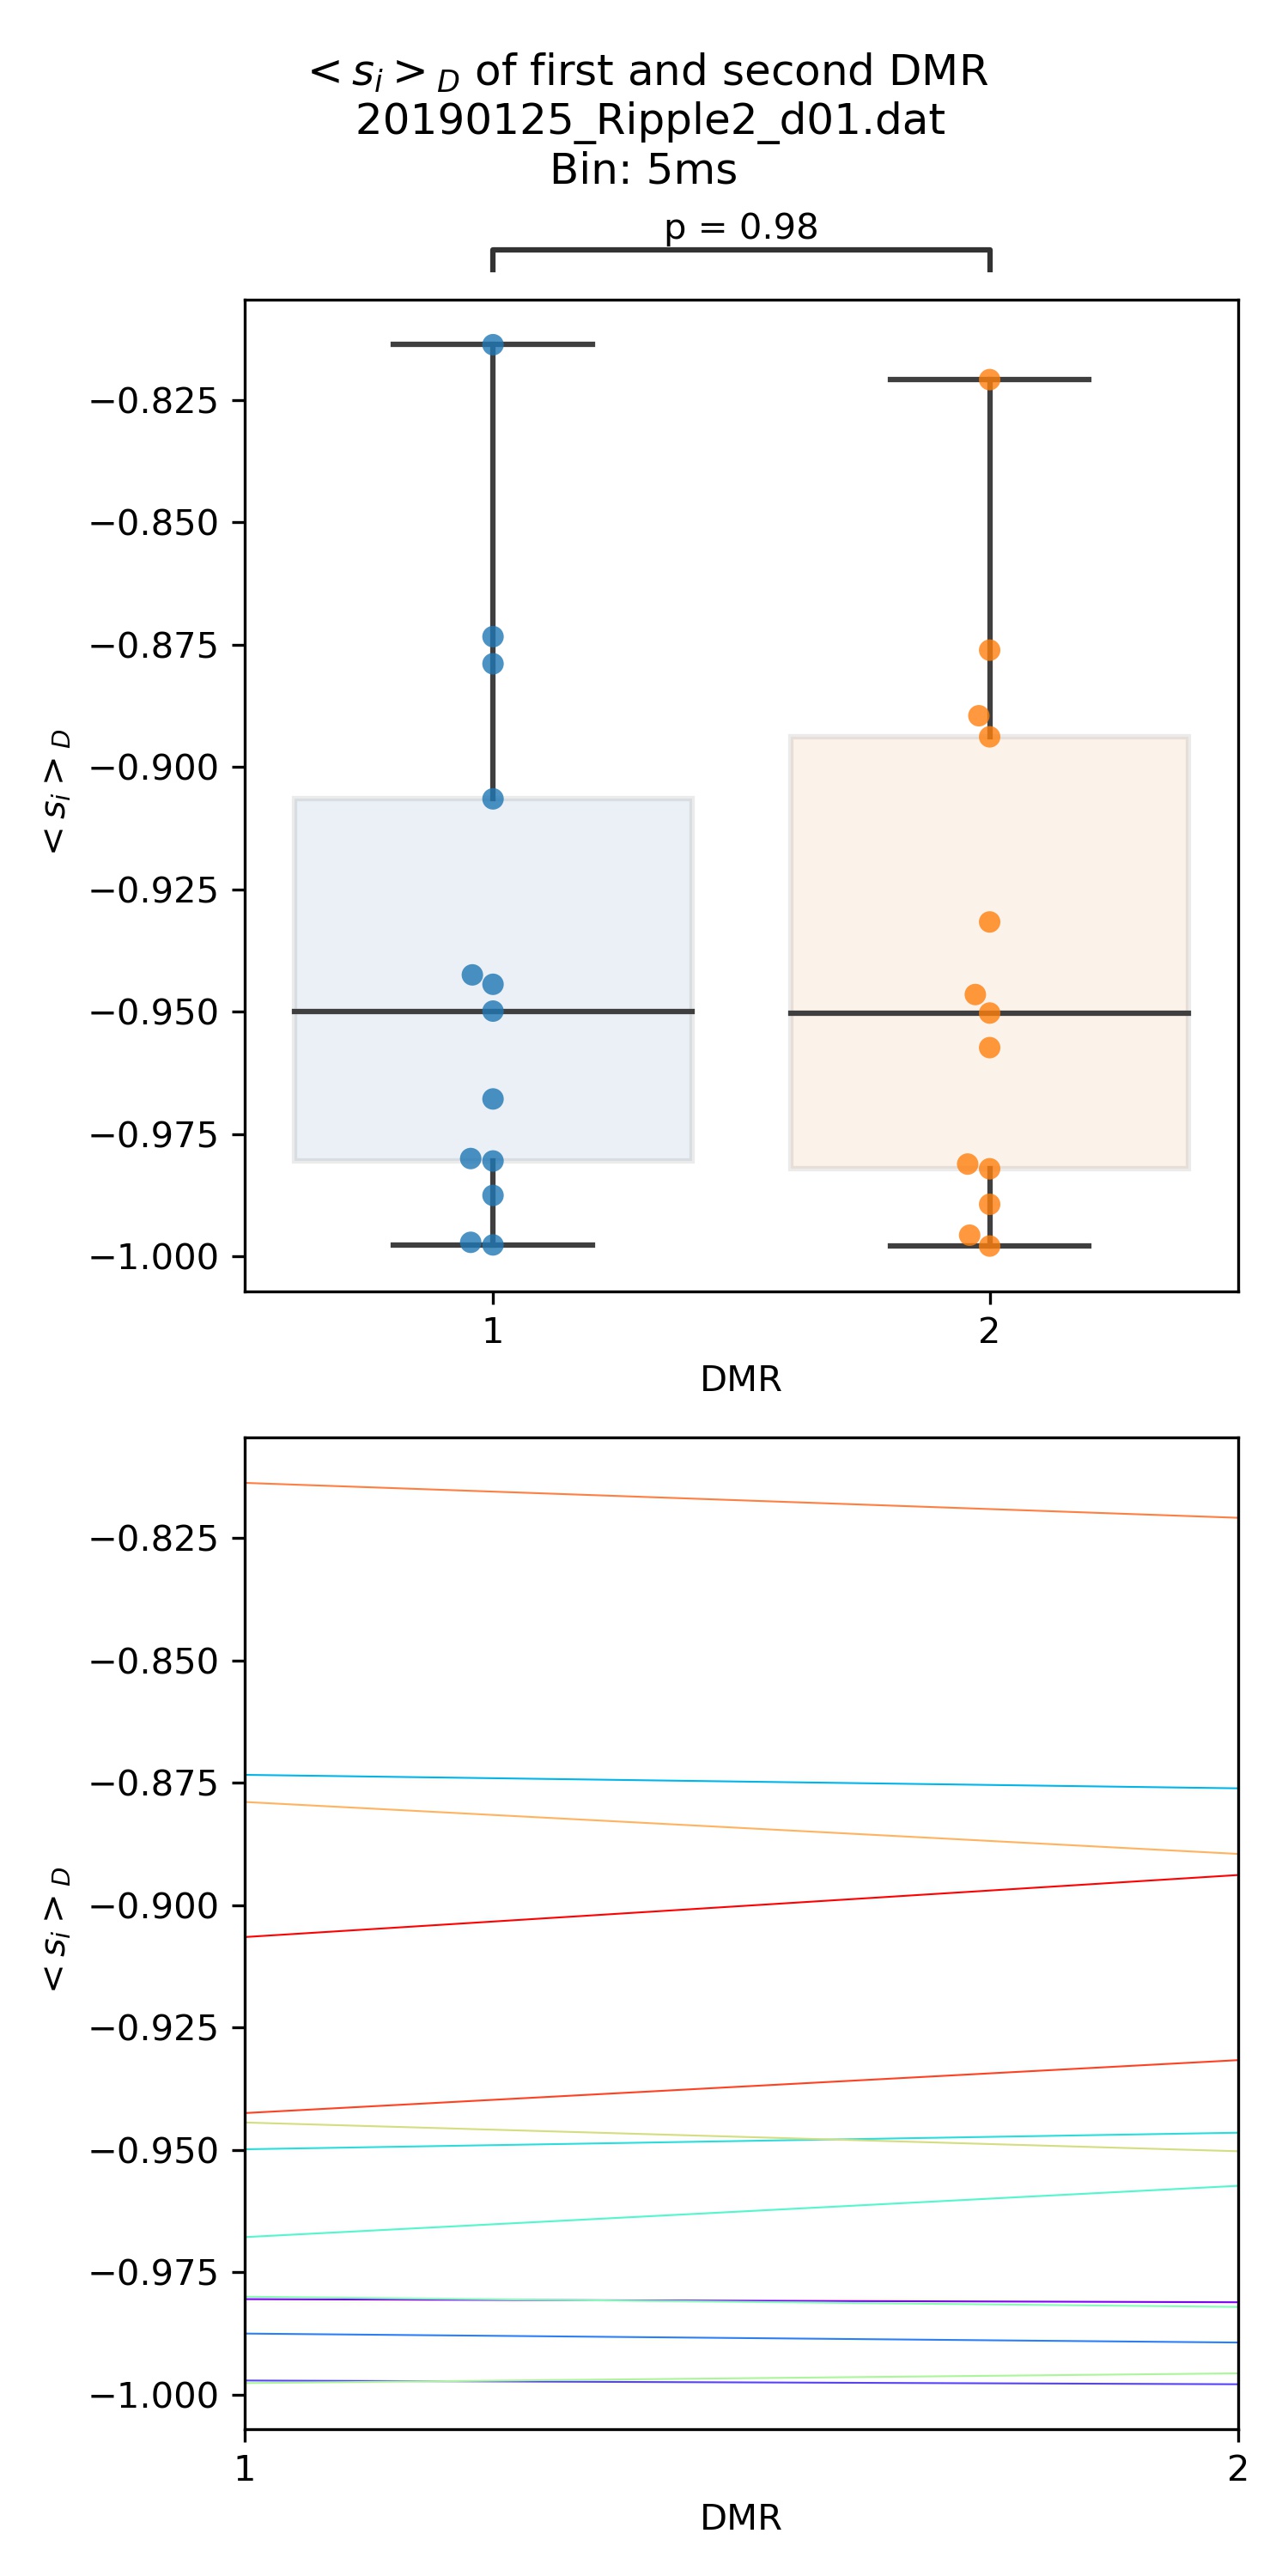 < s_i >_D of first and second DMR
20190125_Ripple2_d01.dat
Bin: 5ms
p = 0.98
−0.825
−0.850
−0.875
−0.900
−0.925
−0.950
−0.975
−1.000
< s_i >_D
1 2
DMR
−0.825
−0.850
−0.875
−0.900
−0.925
−0.950
−0.975
−1.000
< s_i >_D
1 2
DMR